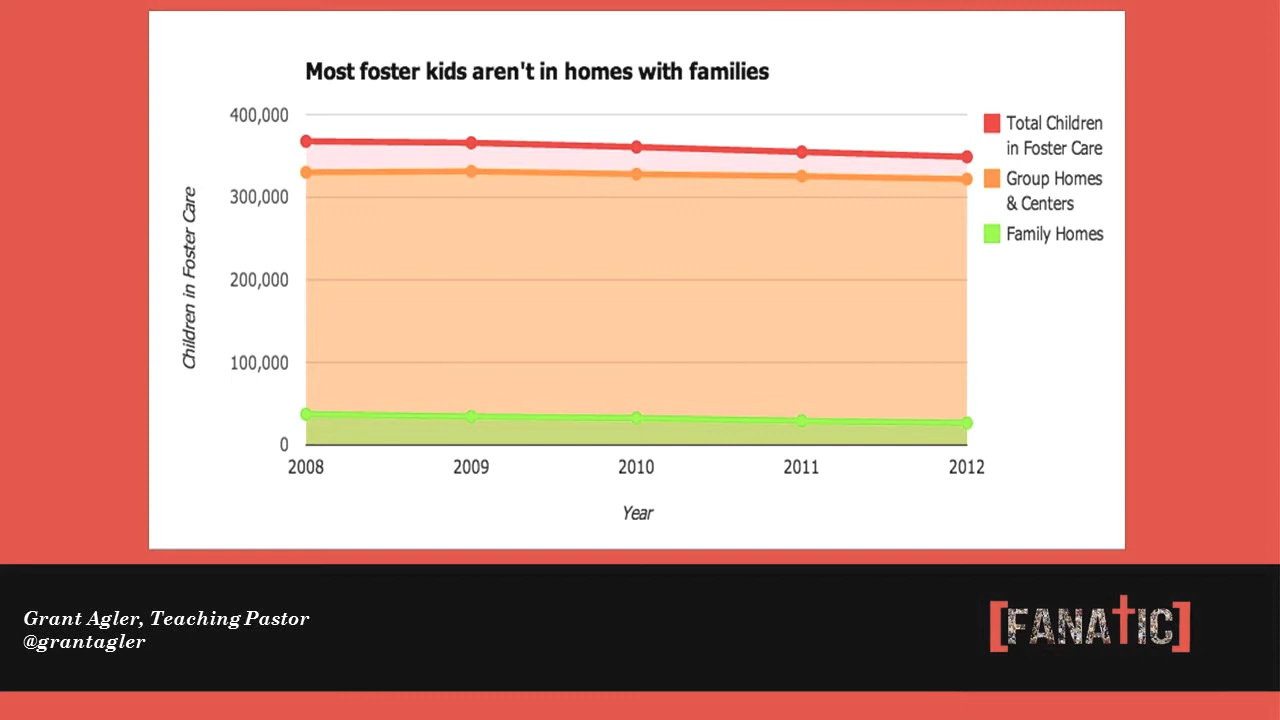 Most foster kids aren't in homes with families
400,000
300,000
200,000
100,000
0
Children in Foster Care
2008 2009 2010 2011 2012
Year
Total Children
in Foster Care
Group Homes
& Centers
Family Homes
Grant Agler, Teaching Pastor
@grantagler
[FANATIC]